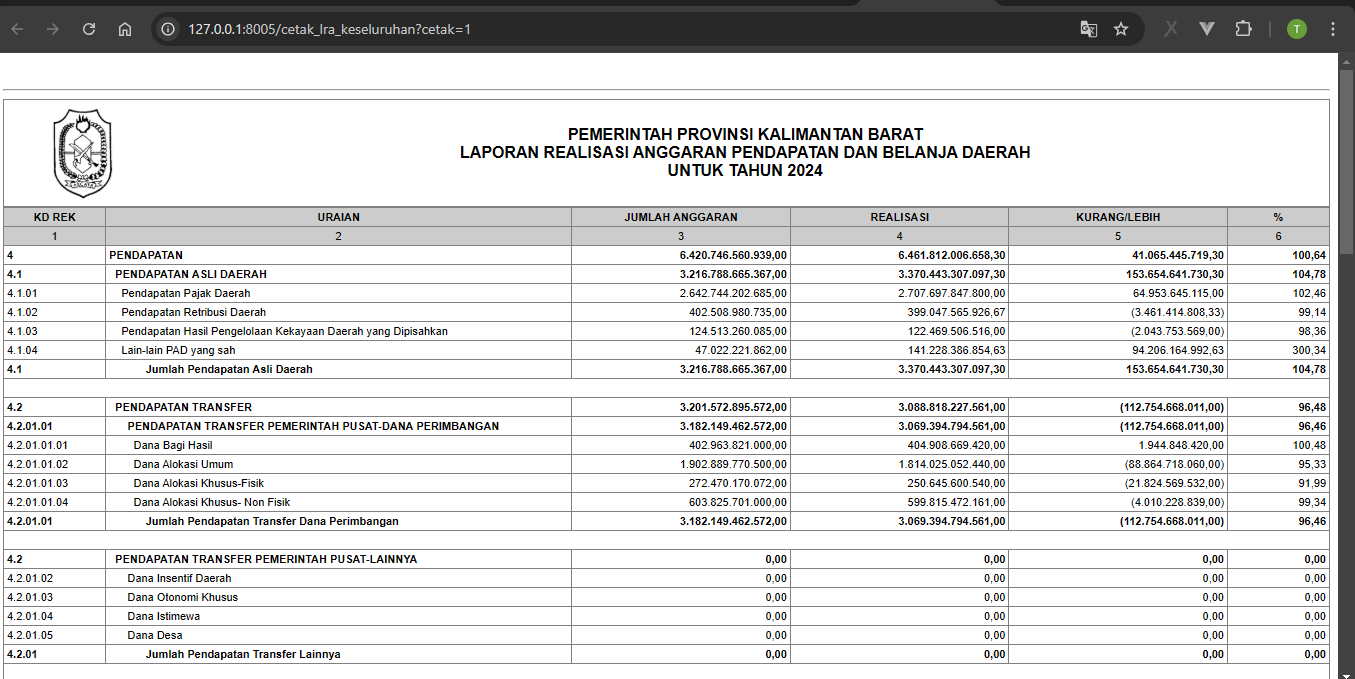 127.0.0.1:8005/cetak_lra_keseluruhan?cetak=1
T
PEMERINTAH PROVINSI KALIMANTAN BARAT
LAPORAN REALISASI ANGGARAN PENDAPATAN DAN BELANJA DAERAH
UNTUK TAHUN 2024
KD REK URAIAN JUMLAH ANGGARAN REALISASI KURANG/LEBIH %
1 2 3 4 5 6
4 PENDAPATAN 6.420.746.560.939,00 6.461.812.006.658,30 41.065.445.719,30 100,64
4.1 PENDAPATAN ASLI DAERAH 3.216.788.665.367,00 3.370.443.307.097,30 153.654.641.730,30 104,78
4.1.01 Pendapatan Pajak Daerah 2.642.744.202.685,00 2.707.697.847.800,00 64.953.645.115,00 102,46
4.1.02 Pendapatan Retribusi Daerah 402.508.980.735,00 399.047.565.926,67 (3.461.414.808,33) 99,14
4.1.03 Pendapatan Hasil Pengelolaan Kekayaan Daerah yang Dipisahkan 124.513.260.085,00 122.469.506.516,00 (2.043.753.569,00) 98,36
4.1.04 Lain-lain PAD yang sah 47.022.221.862,00 141.228.386.854,63 94.206.164.992,63 300,34
4.1 Jumlah Pendapatan Asli Daerah 3.216.788.665.367,00 3.370.443.307.097,30 153.654.641.730,30 104,78
4.2 PENDAPATAN TRANSFER 3.201.572.895.572,00 3.088.818.227.561,00 (112.754.668.011,00) 96,48
4.2.01.01 PENDAPATAN TRANSFER PEMERINTAH PUSAT-DANA PERIMBANGAN 3.182.149.462.572,00 3.069.394.794.561,00 (112.754.668.011,00) 96,46
4.2.01.01.01 Dana Bagi Hasil 402.963.821.000,00 404.908.669.420,00 1.944.848.420,00 100,48
4.2.01.01.02 Dana Alokasi Umum 1.902.889.770.500,00 1.814.025.052.440,00 (88.864.718.060,00) 95,33
4.2.01.01.03 Dana Alokasi Khusus-Fisik 272.470.170.072,00 250.645.600.540,00 (21.824.569.532,00) 91,99
4.2.01.01.04 Dana Alokasi Khusus- Non Fisik 603.825.701.000,00 599.815.472.161,00 (4.010.228.839,00) 99,34
4.2.01.01 Jumlah Pendapatan Transfer Dana Perimbangan 3.182.149.462.572,00 3.069.394.794.561,00 (112.754.668.011,00) 96,46
4.2 PENDAPATAN TRANSFER PEMERINTAH PUSAT-LAINNYA 0,00 0,00 0,00 0,00
4.2.01.02 Dana Insentif Daerah 0,00 0,00 0,00 0,00
4.2.01.03 Dana Otonomi Khusus 0,00 0,00 0,00 0,00
4.2.01.04 Dana Istimewa 0,00 0,00 0,00 0,00
4.2.01.05 Dana Desa 0,00 0,00 0,00 0,00
4.2.01 Jumlah Pendapatan Transfer Lainnya 0,00 0,00 0,00 0,00